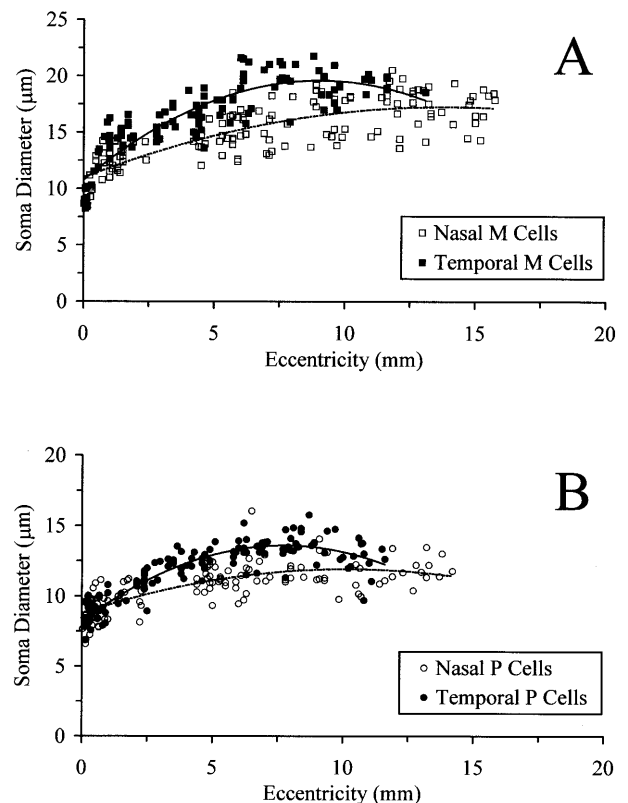 A
25
20
15
10
5
0
Soma Diameter (μm)
□ Nasal M Cells
■ Temporal M Cells
0 5 10 15 20
Eccentricity (mm)
B
20
15
10
5
0
Soma Diameter (μm)
○ Nasal P Cells
● Temporal P Cells
0 5 10 15 20
Eccentricity (mm)